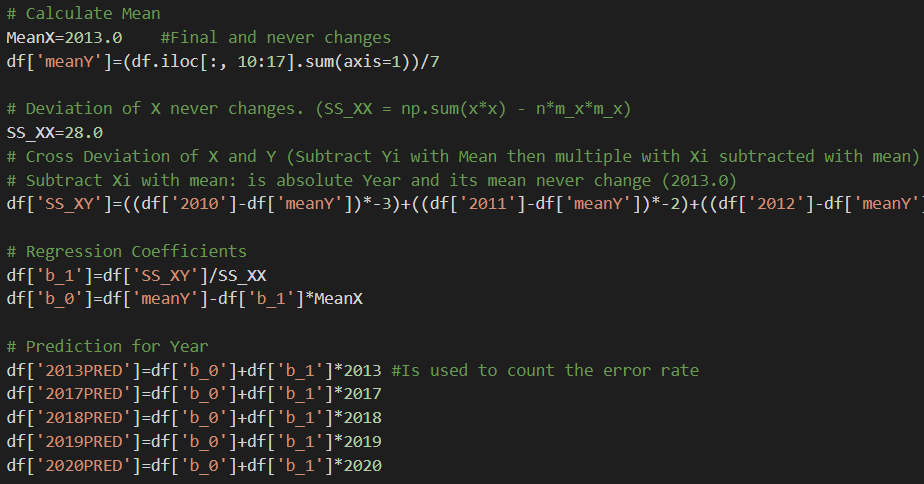 # Calculate Mean
MeanX=2013.0    #Final and never changes
df['meanY']=(df.iloc[:, 10:17].sum(axis=1))/7
# Deviation of X never changes. (SS_XX = np.sum(x*x) - n*m_x*m_x)
SS_XX=28.0
# Cross Deviation of X and Y (Subtract Yi with Mean then multiple with Xi subtracted with mean)
# Subtract Xi with mean: is absolute Year and its mean never change (2013.0)
df['SS_XY']=((df['2010']-df['meanY'])*-3)+((df['2011']-df['meanY'])*-2)+((df['2012']-df['meanY'
# Regression Coefficients
df['b_1']=df['SS_XY']/SS_XX
df['b_0']=df['meanY']-df['b_1']*MeanX
# Prediction for Year
df['2013PRED']=df['b_0']+df['b_1']*2013 #Is used to count the error rate
df['2017PRED']=df['b_0']+df['b_1']*2017
df['2018PRED']=df['b_0']+df['b_1']*2018
df['2019PRED']=df['b_0']+df['b_1']*2019
df['2020PRED']=df['b_0']+df['b_1']*2020